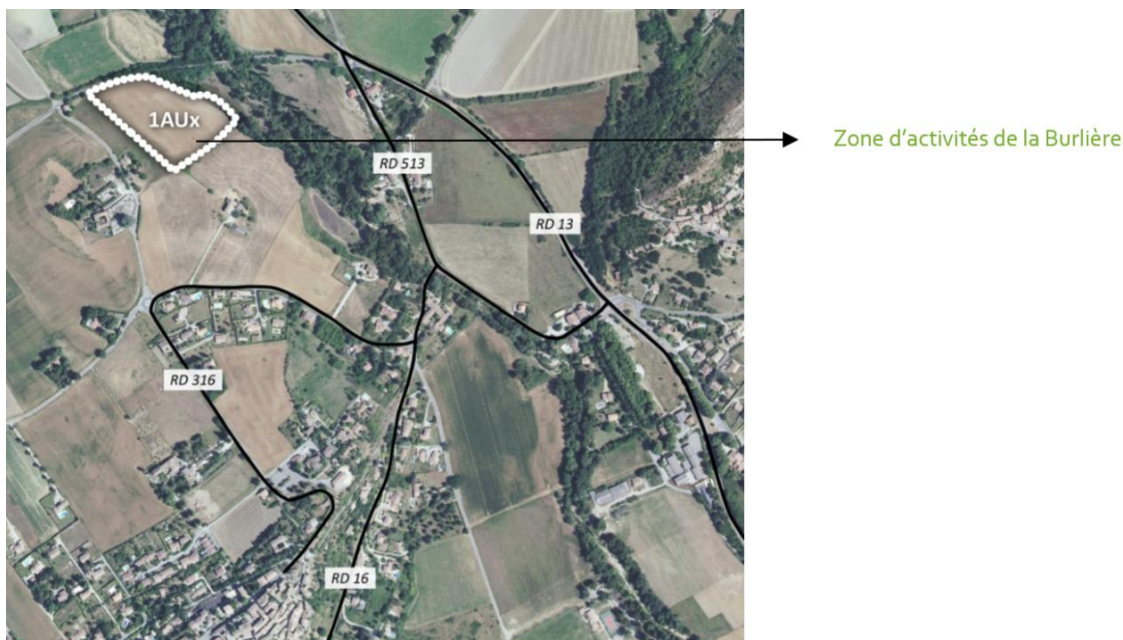 1AUx
Zone d'activités de la Burlière
RD 513
RD 13
RD 316
RD 16